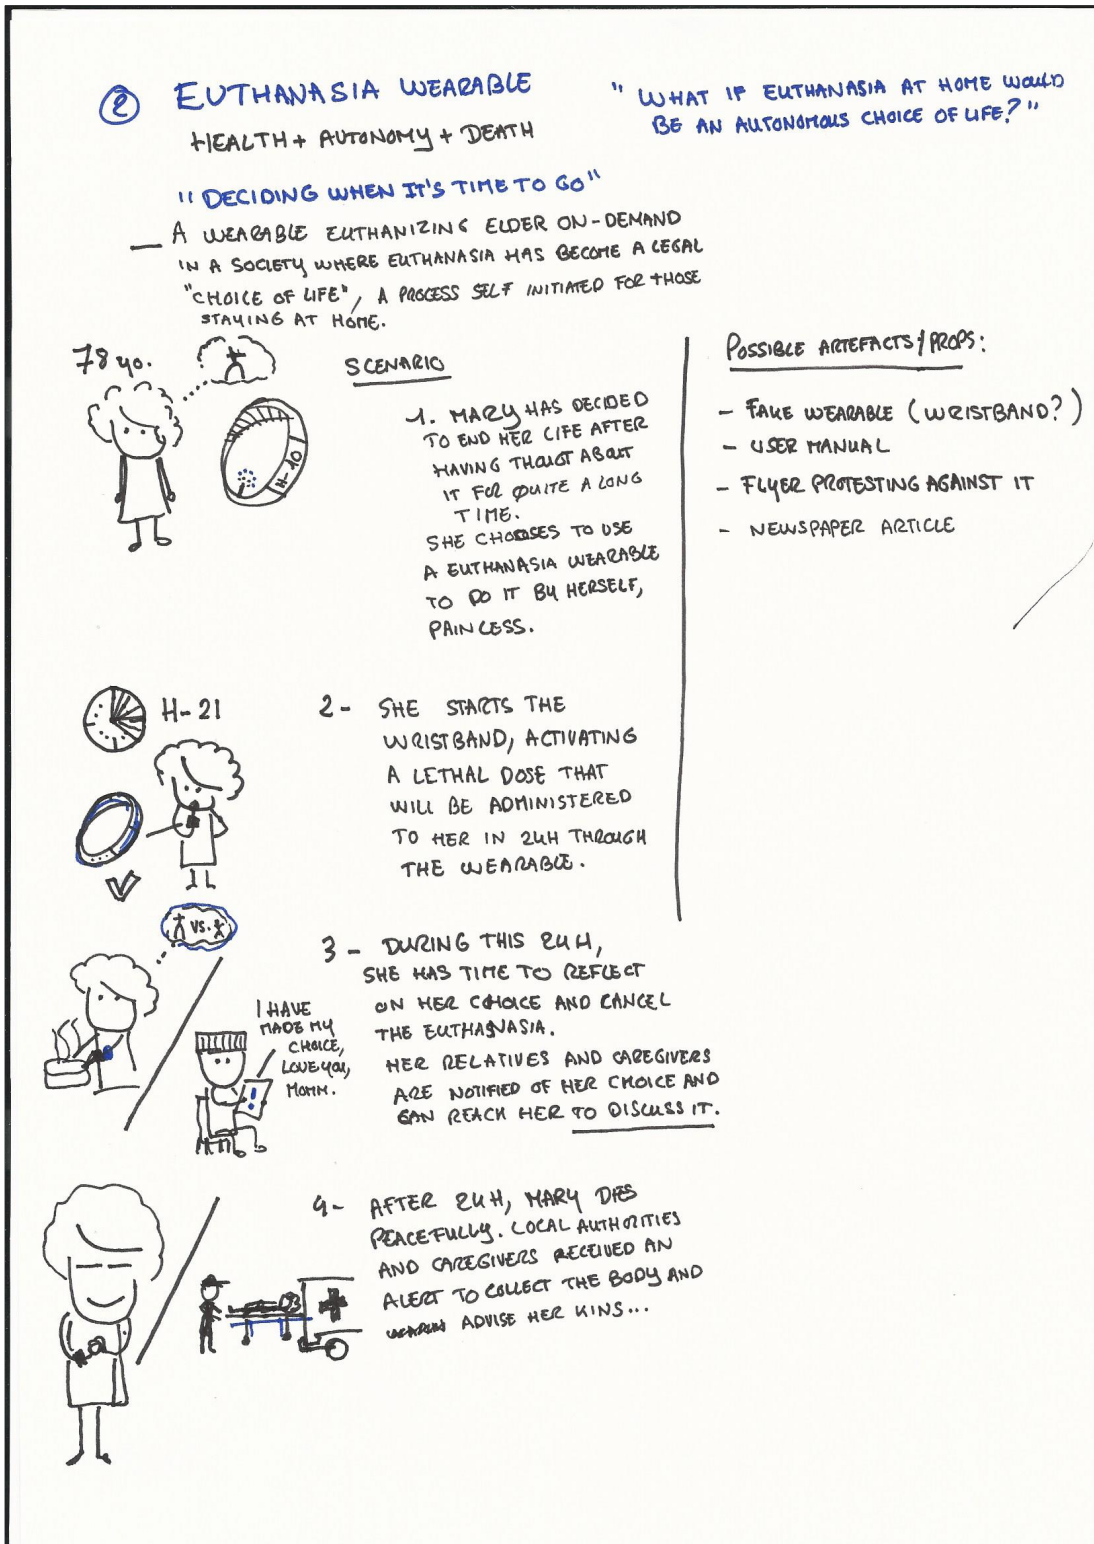 2 EUTHANASIA WEARABLE
HEALTH + AUTONOMY + DEATH
"WHAT IF EUTHANASIA AT HOME WOULD
BE AN AUTONOMOUS CHOICE OF LIFE?"
"DECIDING WHEN IT'S TIME TO GO"
— A WEARABLE EUTHANIZING ELDER ON-DEMAND
IN A SOCIETY WHERE EUTHANASIA HAS BECOME A LEGAL
"CHOICE OF LIFE", A PROCESS SELF INITIATED FOR THOSE
STAYING AT HOME.
78 yo.
H-10
SCENARIO
1. MARY HAS DECIDED
TO END HER LIFE AFTER
HAVING THOUGT ABOUT
IT FOR QUITE A LONG
TIME.
SHE CHOOSES TO USE
A EUTHANASIA WEARABLE
TO DO IT BY HERSELF,
PAINLESS.
POSSIBLE ARTEFACTS/PROPS:
- FAKE WEARABLE (WRISTBAND?)
- USER MANUAL
- FLYER PROTESTING AGAINST IT
- NEWSPAPER ARTICLE
H-21
2- SHE STARTS THE
WRISTBAND, ACTIVATING
A LETHAL DOSE THAT
WILL BE ADMINISTERED
TO HER IN 24H THROUGH
THE WEARABLE.
VS.
3- DURING THIS 24H,
SHE HAS TIME TO REFLECT
ON HER CHOICE AND CANCEL
THE EUTHANASIA.
HER RELATIVES AND CAREGIVERS
ARE NOTIFIED OF HER CHOICE AND
CAN REACH HER TO DISCUSS IT.
I HAVE
MADE MY
CHOICE,
LOVE YOU,
MOMM.
!
4- AFTER 24H, MARY DIES
PEACEFULLY. LOCAL AUTHORITIES
AND CAREGIVERS RECEIVED AN
ALERT TO COLLECT THE BODY AND
ADVISE HER KINS...